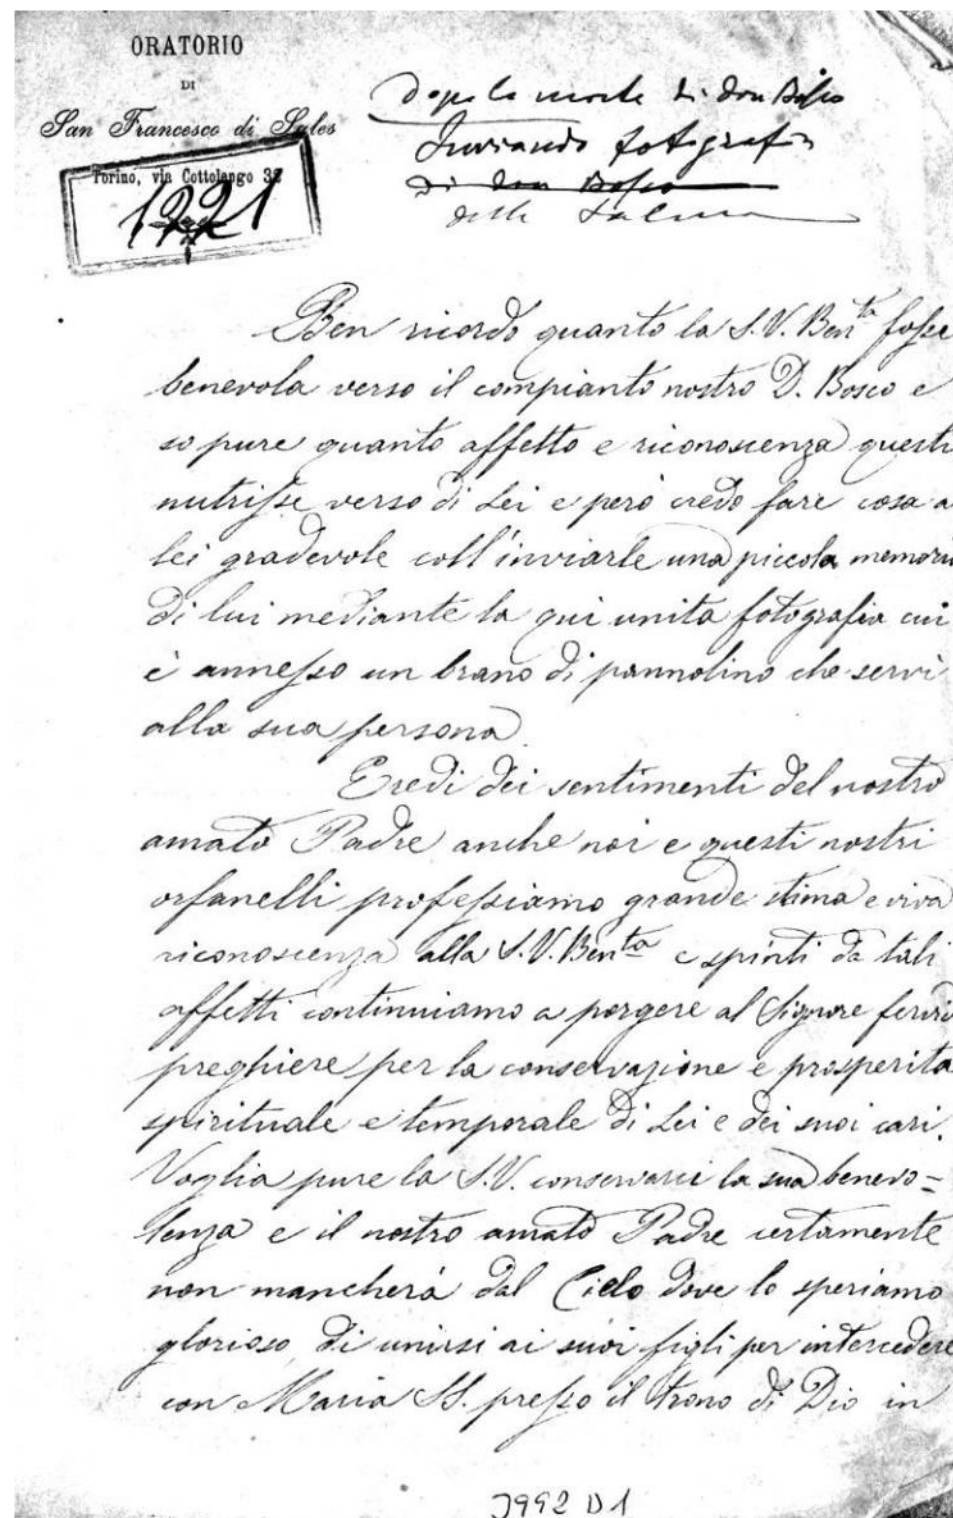 ORATORIO
DI
San Francesco di Sales
Torino, via Cottolengo 32
1221
Dopo la morte di don Bosco
Inviando fotografia
di don Bosco
della salma
Ben ricordo quanto la S.V. Benta fosse
benevola verso il compianto nostro D. Bosco e
so pure quanto affetto e riconoscenza questi
nutrisse verso di Lei e però credo fare cosa a
lei gradevole coll'inviarle una piccola memoria
di lui mediante la qui unita fotografia cui
è annesso un brano di pannolino che servì
alla sua persona
Eredi dei sentimenti del nostro
amato Padre anche noi e questi nostri
orfanelli professiamo grande stima e viva
riconoscenza alla S.V. Benta e spinti da tali
affetti continuiamo a porgere al Signore fervide
preghiere per la conservazione e prosperità
spirituale e temporale di Lei e dei suoi cari.
Voglia pure la S.V. conservarci la sua benevo=
lenza e il nostro amato Padre certamente
non mancherà dal Cielo dove lo speriamo
glorioso di unirsi ai suoi figli per intercedere
con Maria SS. presso il trono di Dio in
3992 D1